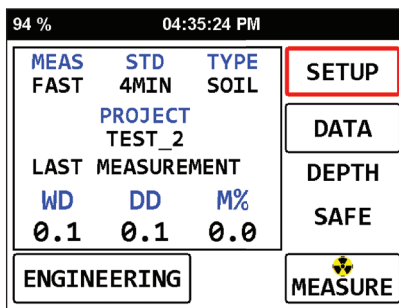 94 % 04:35:24 PM
MEAS STD TYPE
FAST 4MIN SOIL
PROJECT
TEST_2
LAST MEASUREMENT
WD DD M%
0.1 0.1 0.0
ENGINEERING
SETUP
DATA
DEPTH
SAFE
MEASURE